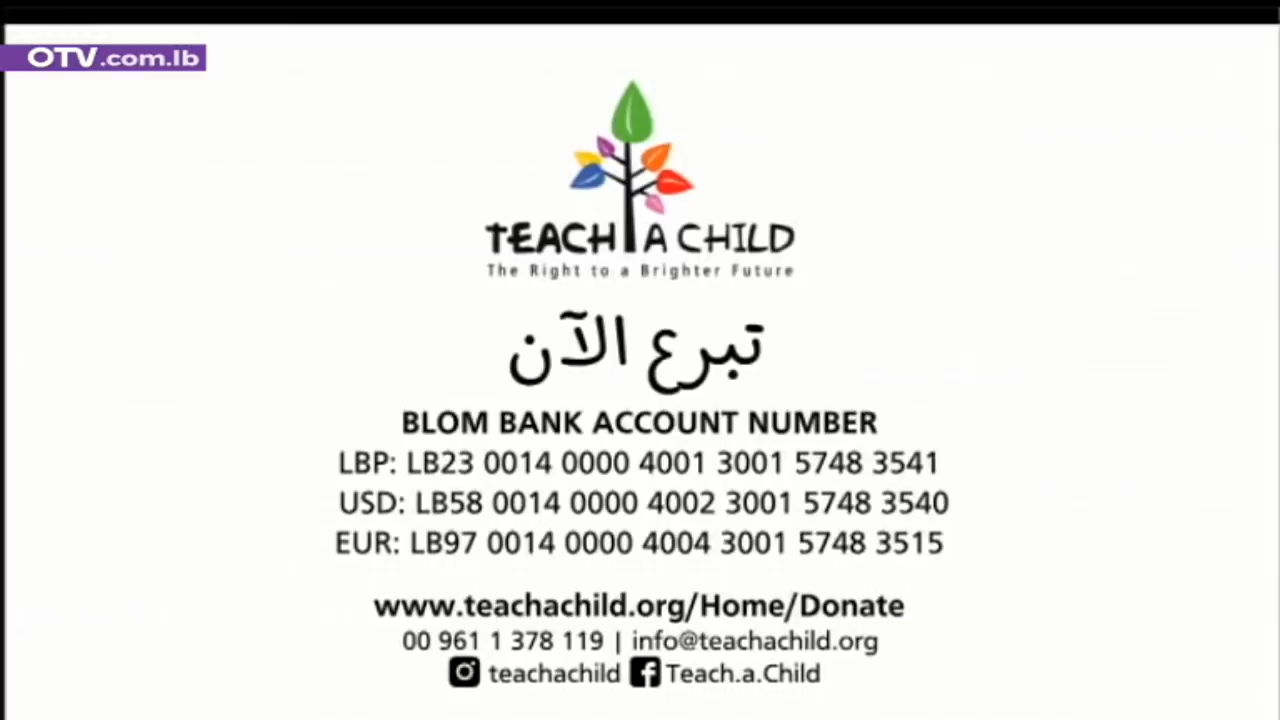 OTV.com.lb
TEACH A CHILD
The Right to a Brighter Future
تبرع الآن
BLOM BANK ACCOUNT NUMBER
LBP: LB23 0014 0000 4001 3001 5748 3541
USD: LB58 0014 0000 4002 3001 5748 3540
EUR: LB97 0014 0000 4004 3001 5748 3515
www.teachachild.org/Home/Donate
00 961 1 378 119 | info@teachachild.org
teachachild Teach.a.Child